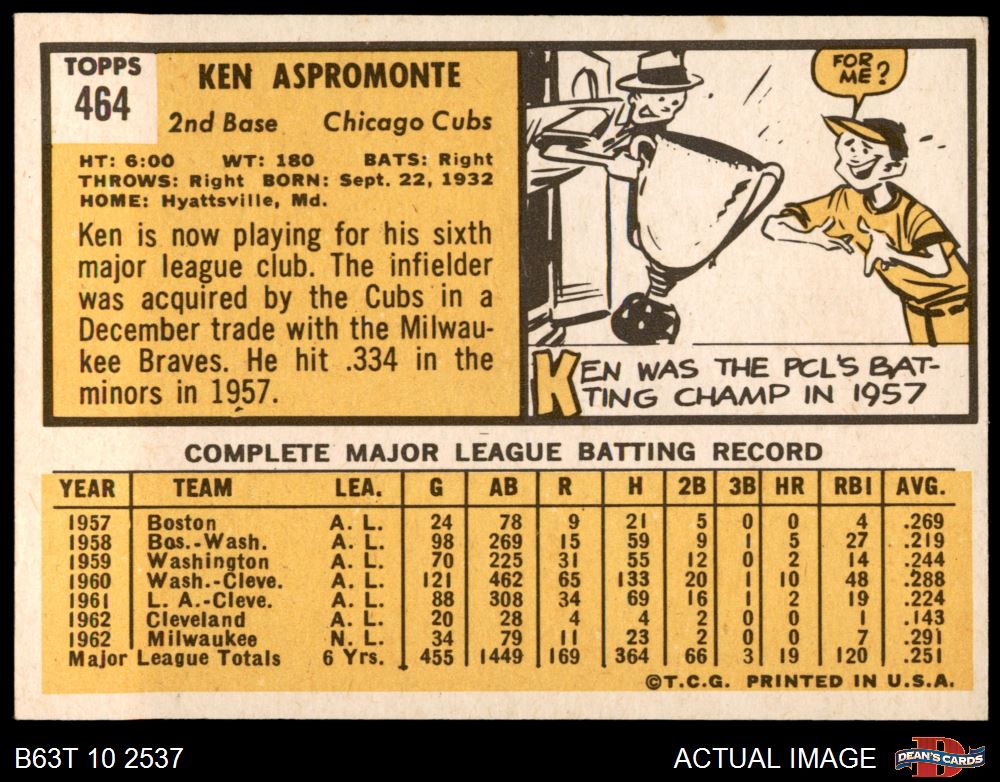 TOPPS
464
KEN ASPROMONTE
2nd Base Chicago Cubs
HT: 6:00 WT: 180 BATS: Right
THROWS: Right BORN: Sept. 22, 1932
HOME: Hyattsville, Md.
Ken is now playing for his sixth
major league club. The infielder
was acquired by the Cubs in a
December trade with the Milwau-
kee Braves. He hit .334 in the
minors in 1957.
FOR
ME?
KEN WAS THE PCL'S BAT-
TING CHAMP IN 1957
COMPLETE MAJOR LEAGUE BATTING RECORD
YEAR TEAM LEA. G AB R H 2B 3B HR RBI AVG.
1957 Boston A. L. 24 78 9 21 5 0 0 4 .269
1958 Bos.-Wash. A. L. 98 269 15 59 9 1 5 27 .219
1959 Washington A. L. 70 225 31 55 12 0 2 14 .244
1960 Wash.-Cleve. A. L. 121 462 65 133 20 1 10 48 .288
1961 L. A.-Cleve. A. L. 88 308 34 69 16 1 2 19 .224
1962 Cleveland A. L. 20 28 4 4 2 0 0 1 .143
1962 Milwaukee N. L. 34 79 11 23 2 0 0 7 .291
Major League Totals 6 Yrs. 455 1449 169 364 66 3 19 120 .251
©T.C.G. PRINTED IN U.S.A.
B63T 10 2537
ACTUAL IMAGE
D
DEAN'S CARDS